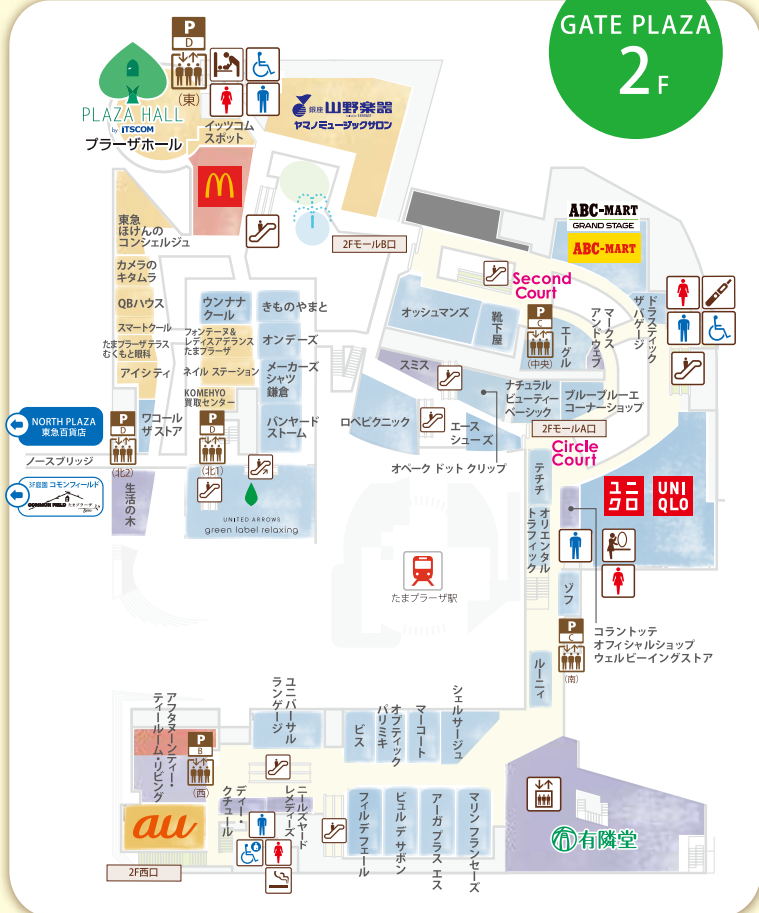 GATE PLAZA
2F
P
D
(東)
PLAZA HALL
by iTSCOM
プラーザホール
イッツコム
スポット
銀座 山野楽器
ヤマノミュージックサロン
東急
ほけんの
コンシェルジュ
カメラの
キタムラ
QBハウス
スマートクール
たまプラーザテラス
むくもと眼科
アイシティ
ワコール
ザ ストア
P
D
(北2)
NORTH PLAZA
東急百貨店
ノースブリッジ
3F庭園 コモンフィールド
COMMON FIELD たまプラーザ
生活の木
ウンナナ
クール
フォンテーヌ＆
レディスアデランス
たまプラーザ
ネイル ステーション
KOMEHYO
買取センター
P
D
(北1)
きものやまと
オンデーズ
メーカーズ
シャツ
鎌倉
バンヤード
ストーム
UNITED ARROWS
green label relaxing
2FモールB口
ABC-MART
GRAND STAGE
ABC-MART
Second
Court
オッシュマンズ
靴下屋
P
C
(中央)
エーグル
マークス
アンドウェブ
ドラスティック
ザ バゲージ
スミス
ロペピクニック
エース
シューズ
ナチュラル
ビューティー
ベーシック
ブルーブルーエ
コーナーショップ
オペーク ドット クリップ
2FモールA口
Circle
Court
テチチ
オリエンタル
トラフィック
ユニクロ
UNIQLO
ゾフ
コラントッテ
オフィシャルショップ
ウェルビーイングストア
P
C
(南)
ルーニィ
たまプラーザ駅
アフタヌーンティー・
ティールーム・リビング
P
B
(西)
ユニバーサル
ランゲージ
ビス
オプティック
パリミキ
マーコート
シェルサージュ
au
ディー・
クチュール
ニールズヤード
レメディーズ
フィルデフェール
ビュル デ サボン
アーガ プラス エス
マリン フランセーズ
有隣堂
2F西口